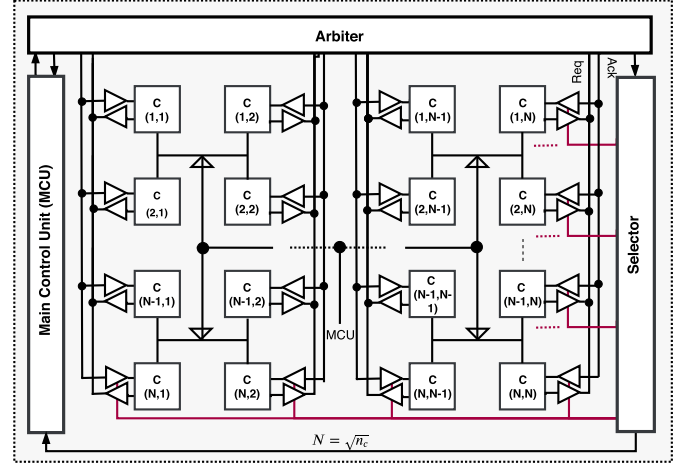 Arbiter
Req
Ack
C
(1,1)
C
(1,2)
C
(1,N-1)
C
(1,N)
C
(2,1)
C
(2,2)
C
(2,N-1)
C
(2,N)
Main Control Unit (MCU)
Selector
C
(N-1,1)
C
(N-1,2)
C
(N-1,N-
1)
C
(N-1,N)
MCU
C
(N,1)
C
(N,2)
C
(N,N-1)
C
(N,N)
N = √n_c